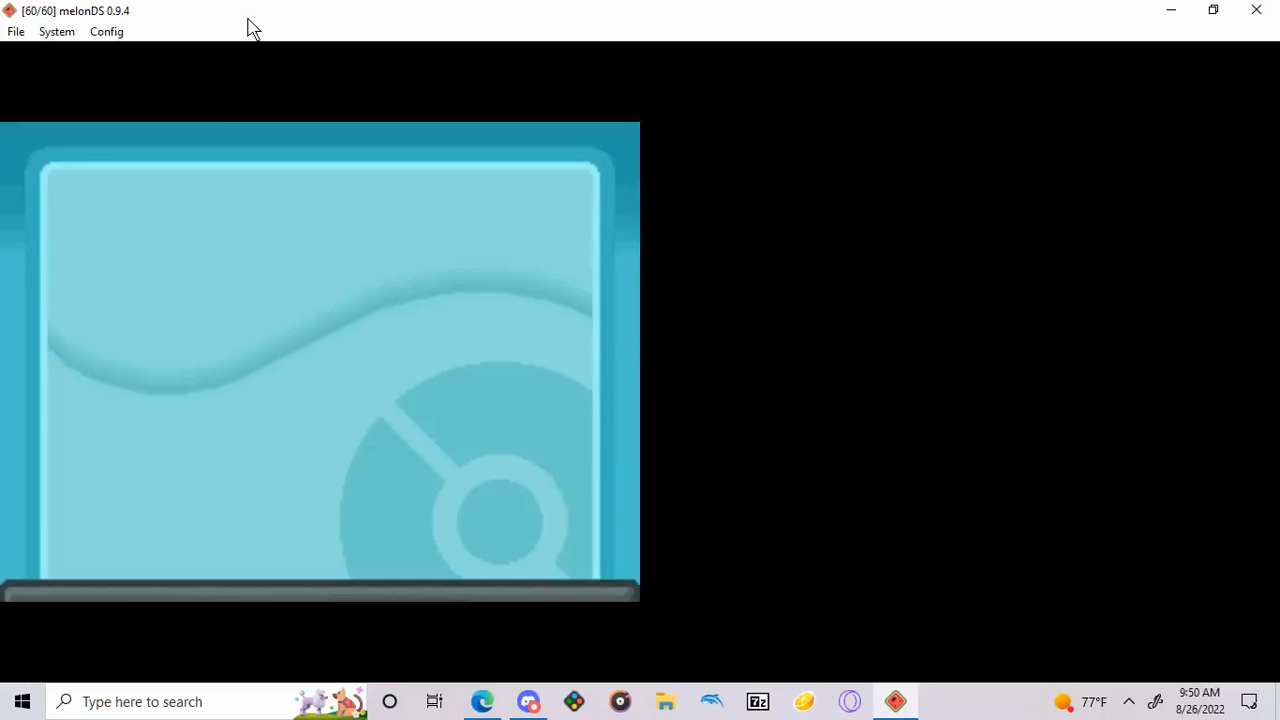 [60/60] melonDS 0.9.4
File System Config
Type here to search
7z
77°F
9:50 AM
8/26/2022